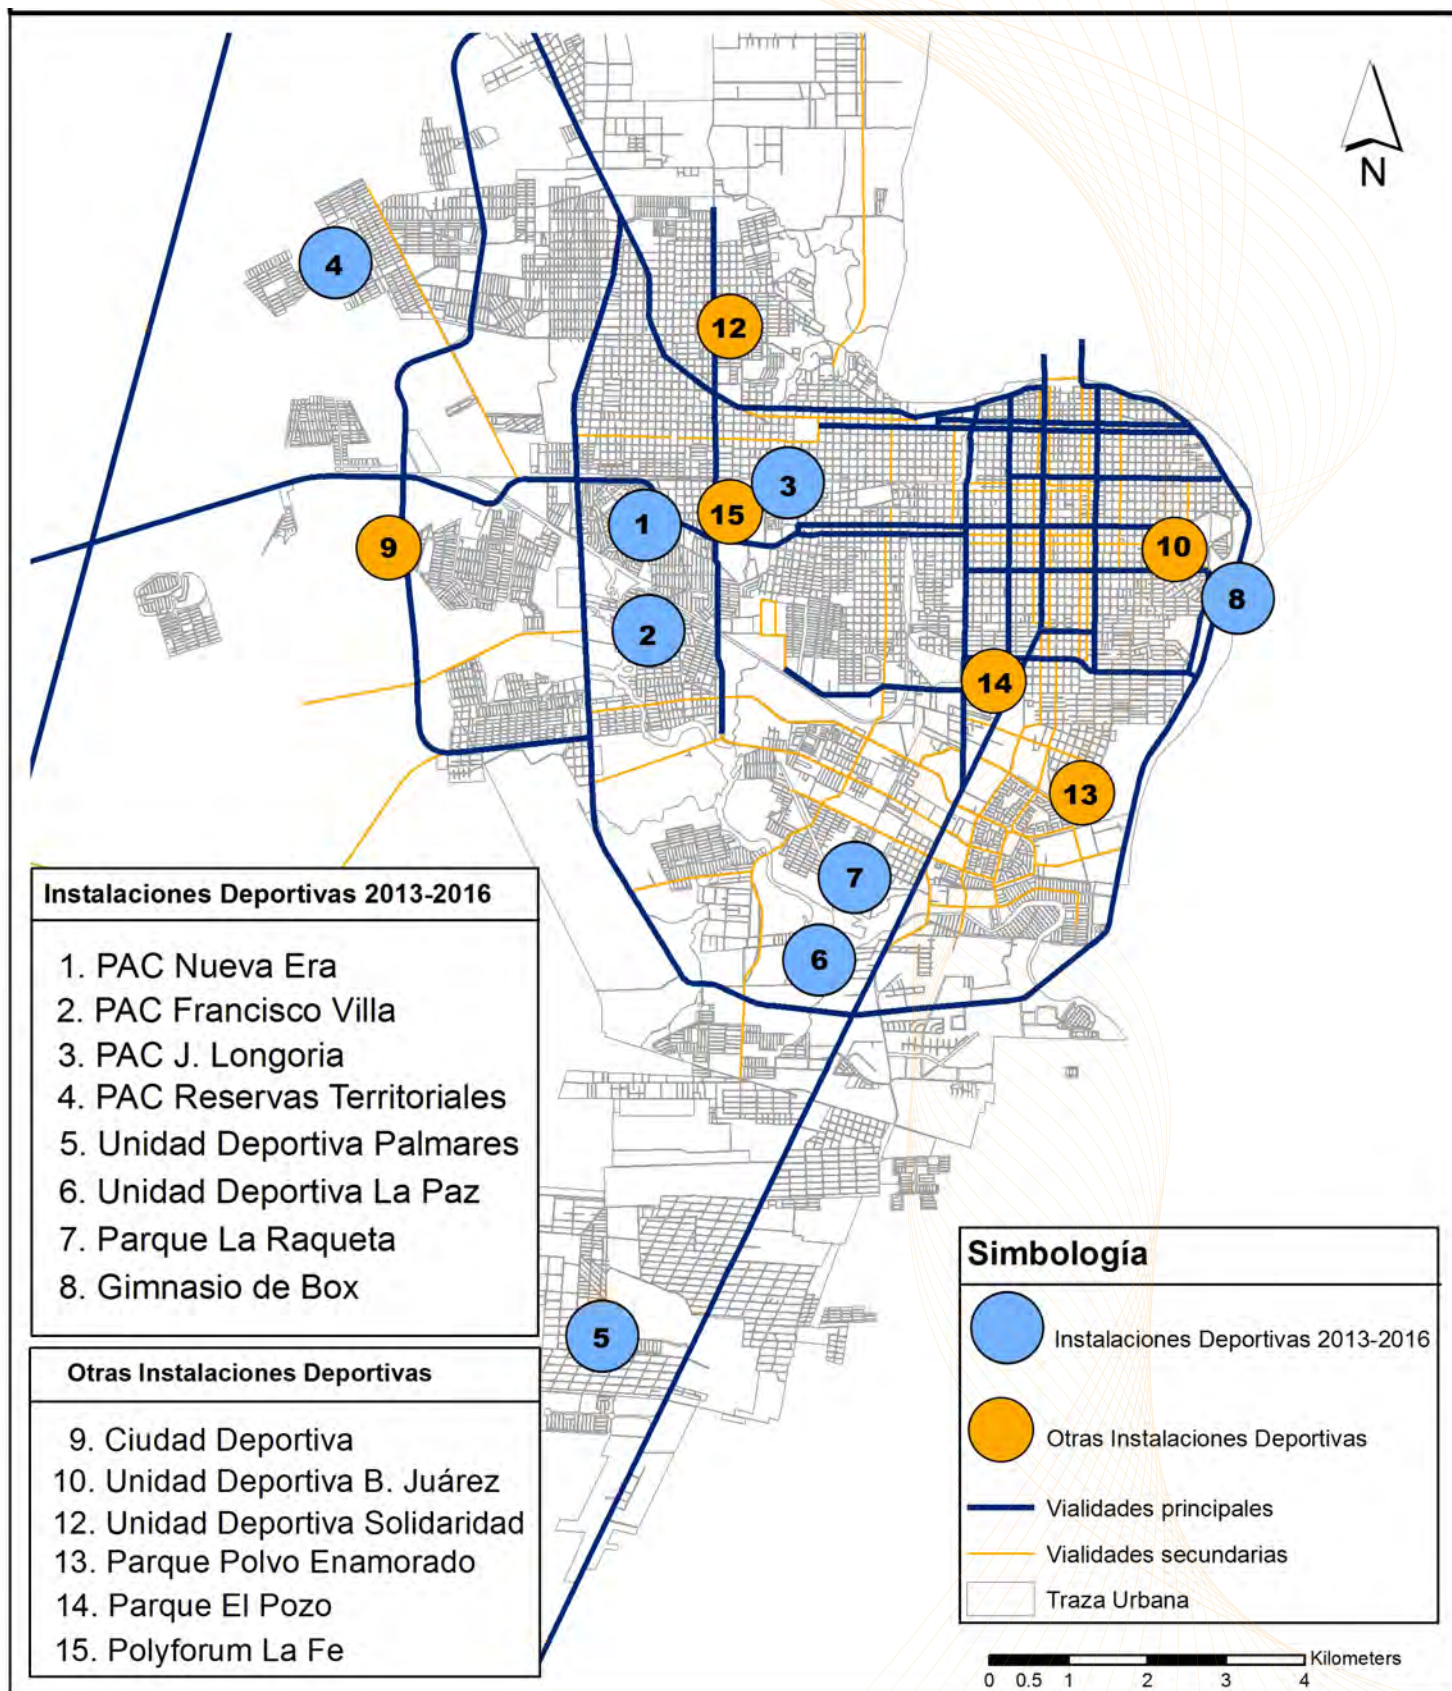 N
4
12
3
15
1
9
10
8
2
14
13
7
6
5
Instalaciones Deportivas 2013-2016
1. PAC Nueva Era
2. PAC Francisco Villa
3. PAC J. Longoria
4. PAC Reservas Territoriales
5. Unidad Deportiva Palmares
6. Unidad Deportiva La Paz
7. Parque La Raqueta
8. Gimnasio de Box
Otras Instalaciones Deportivas
9. Ciudad Deportiva
10. Unidad Deportiva B. Juárez
12. Unidad Deportiva Solidaridad
13. Parque Polvo Enamorado
14. Parque El Pozo
15. Polyforum La Fe
Simbología
Instalaciones Deportivas 2013-2016
Otras Instalaciones Deportivas
Vialidades principales
Vialidades secundarias
Traza Urbana
Kilometers
0 0.5 1 2 3 4